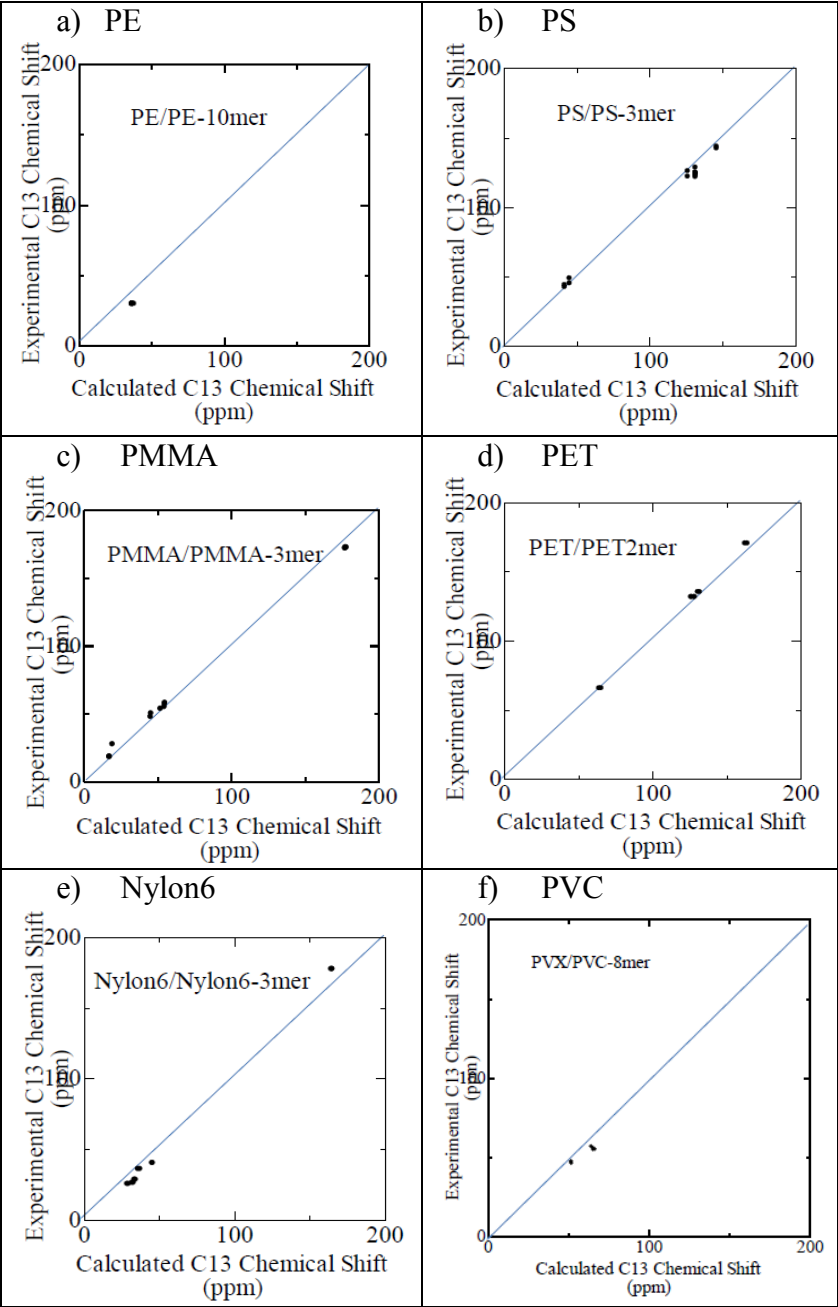 a) PE
200
PE/PE-10mer
100
0
0 100 200
Experimental C13 Chemical Shift
(ppm)
Calculated C13 Chemical Shift
(ppm)
b) PS
200
PS/PS-3mer
100
0
0 100 200
Experimental C13 Chemical Shift
(ppm)
Calculated C13 Chemical Shift
(ppm)
c) PMMA
200
PMMA/PMMA-3mer
100
0
0 100 200
Experimental C13 Chemical Shift
(ppm)
Calculated C13 Chemical Shift
(ppm)
d) PET
200
PET/PET2mer
100
0
0 100 200
Experimental C13 Chemical Shift
(ppm)
Calculated C13 Chemical Shift
(ppm)
e) Nylon6
200
Nylon6/Nylon6-3mer
100
0
0 100 200
Experimental C13 Chemical Shift
(ppm)
Calculated C13 Chemical Shift
(ppm)
f) PVC
200
PVX/PVC-8mer
100
0
0 100 200
Experimental C13 Chemical Shift
(ppm)
Calculated C13 Chemical Shift
(ppm)